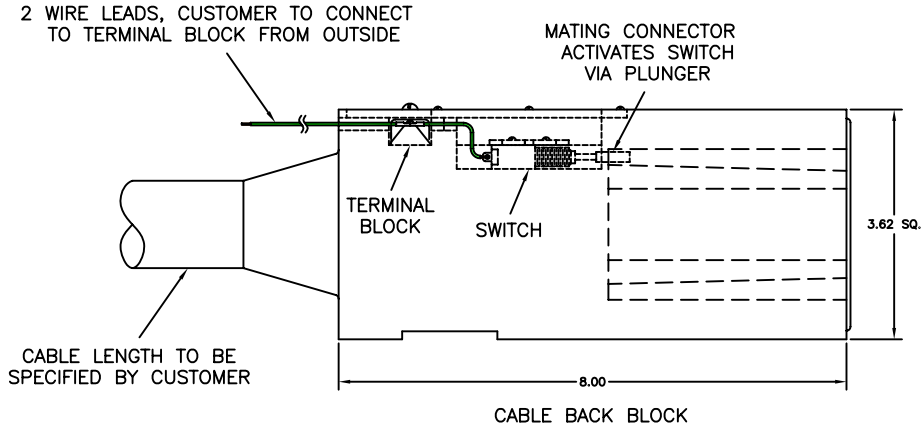 2 WIRE LEADS, CUSTOMER TO CONNECT
TO TERMINAL BLOCK FROM OUTSIDE
MATING CONNECTOR
ACTIVATES SWITCH
VIA PLUNGER
TERMINAL
BLOCK
SWITCH
3.62 SQ.
CABLE LENGTH TO BE
SPECIFIED BY CUSTOMER
8.00
CABLE BACK BLOCK